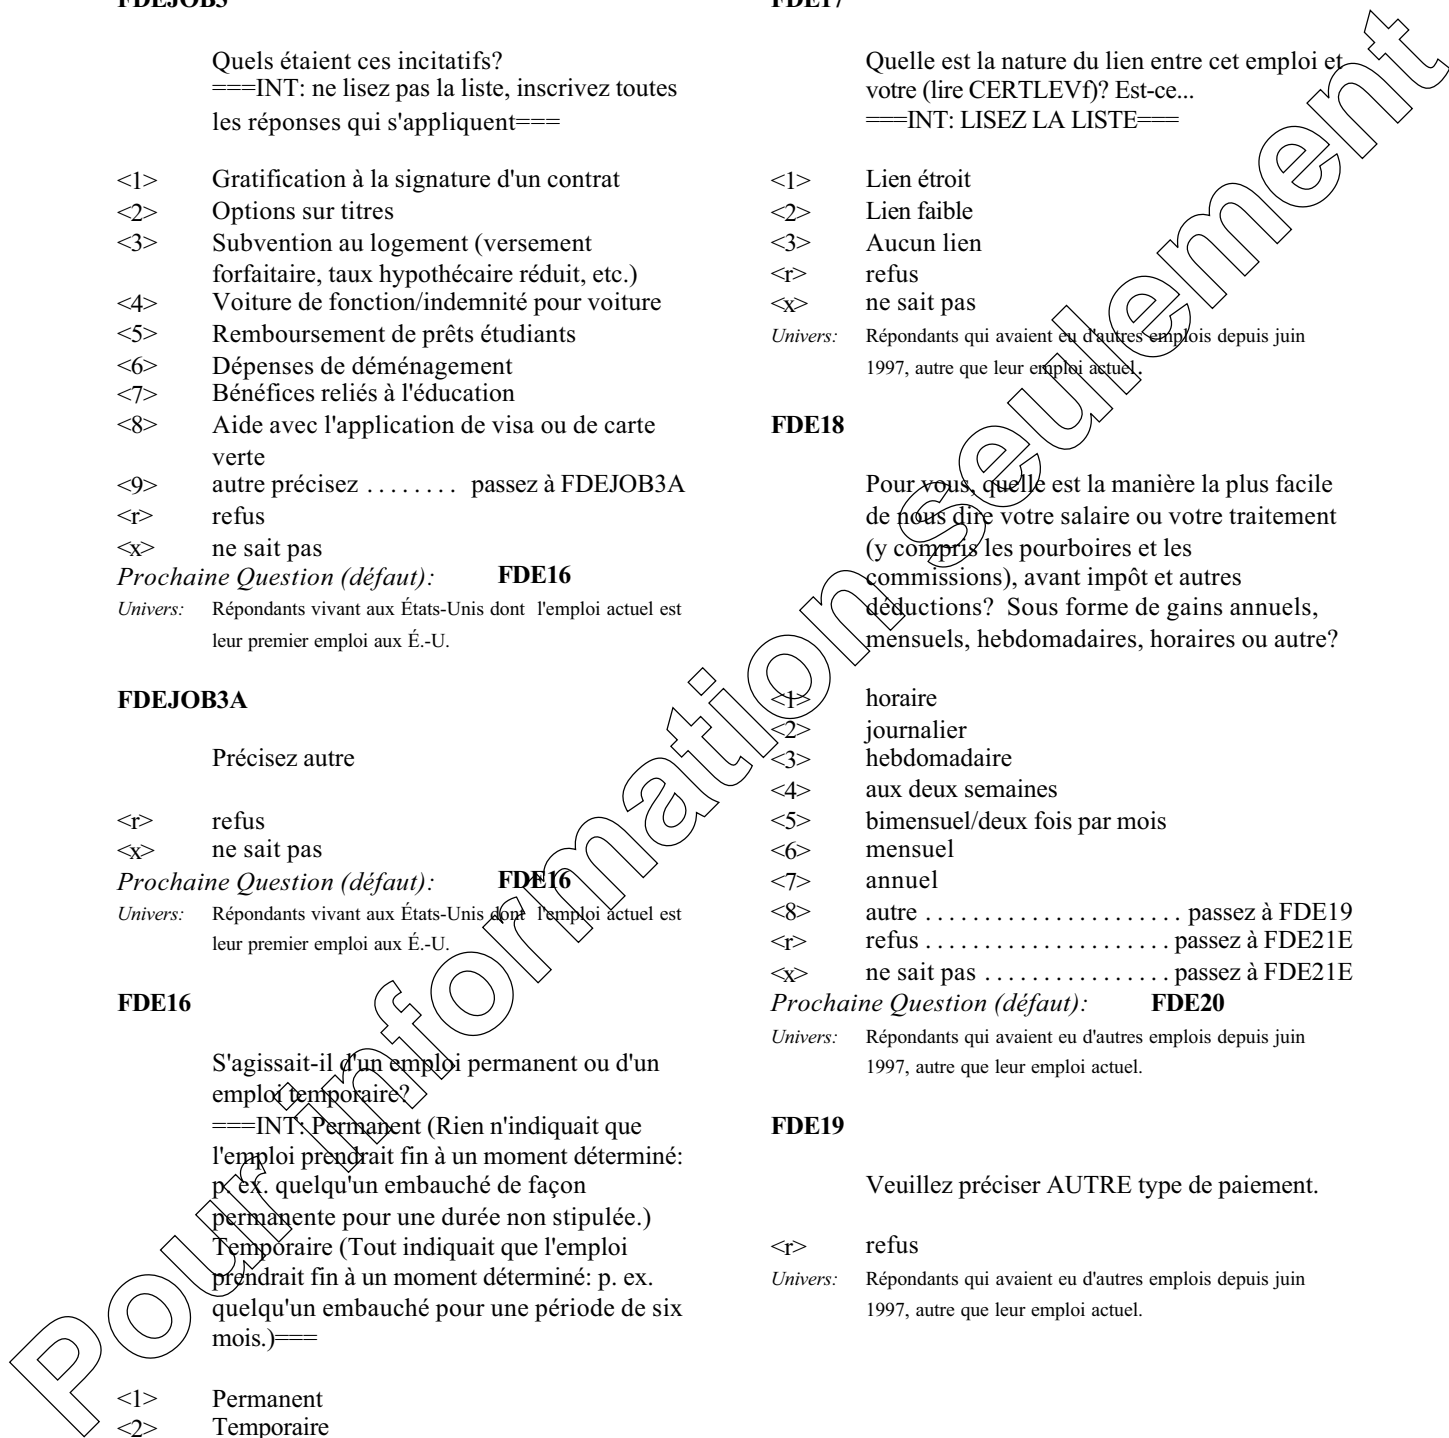 FDEJOB3
Quels étaient ces incitatifs?
===INT: ne lisez pas la liste, inscrivez toutes
les réponses qui s'appliquent===
<1> Gratification à la signature d'un contrat
<2> Options sur titres
<3> Subvention au logement (versement
forfaitaire, taux hypothécaire réduit, etc.)
<4> Voiture de fonction/indemnité pour voiture
<5> Remboursement de prêts étudiants
<6> Dépenses de déménagement
<7> Bénéfices reliés à l'éducation
<8> Aide avec l'application de visa ou de carte
verte
<9> autre précisez ........ passez à FDEJOB3A
<r> refus
<x> ne sait pas
Prochaine Question (défaut): FDE16
Univers: Répondants vivant aux États-Unis dont l'emploi actuel est
leur premier emploi aux É.-U.
FDEJOB3A
Précisez autre
<r> refus
<x> ne sait pas
Prochaine Question (défaut): FDE16
Univers: Répondants vivant aux États-Unis dont l'emploi actuel est
leur premier emploi aux É.-U.
FDE16
S'agissait-il d'un emploi permanent ou d'un
emploi temporaire?
===INT: Permanent (Rien n'indiquait que
l'emploi prendrait fin à un moment déterminé:
p. ex. quelqu'un embauché de façon
permanente pour une durée non stipulée.)
Temporaire (Tout indiquait que l'emploi
prendrait fin à un moment déterminé: p. ex.
quelqu'un embauché pour une période de six
mois.)===
<1> Permanent
<2> Temporaire
FDE17
Quelle est la nature du lien entre cet emploi et
votre (lire CERTLEVf)? Est-ce...
===INT: LISEZ LA LISTE===
<1> Lien étroit
<2> Lien faible
<3> Aucun lien
<r> refus
<x> ne sait pas
Univers: Répondants qui avaient eu d'autres emplois depuis juin
1997, autre que leur emploi actuel.
FDE18
Pour vous, quelle est la manière la plus facile
de nous dire votre salaire ou votre traitement
(y compris les pourboires et les
commissions), avant impôt et autres
déductions? Sous forme de gains annuels,
mensuels, hebdomadaires, horaires ou autre?
<1> horaire
<2> journalier
<3> hebdomadaire
<4> aux deux semaines
<5> bimensuel/deux fois par mois
<6> mensuel
<7> annuel
<8> autre ...................... passez à FDE19
<r> refus ..................... passez à FDE21E
<x> ne sait pas ................ passez à FDE21E
Prochaine Question (défaut): FDE20
Univers: Répondants qui avaient eu d'autres emplois depuis juin
1997, autre que leur emploi actuel.
FDE19
Veuillez préciser AUTRE type de paiement.
<r> refus
Univers: Répondants qui avaient eu d'autres emplois depuis juin
1997, autre que leur emploi actuel.
Pour information seulement